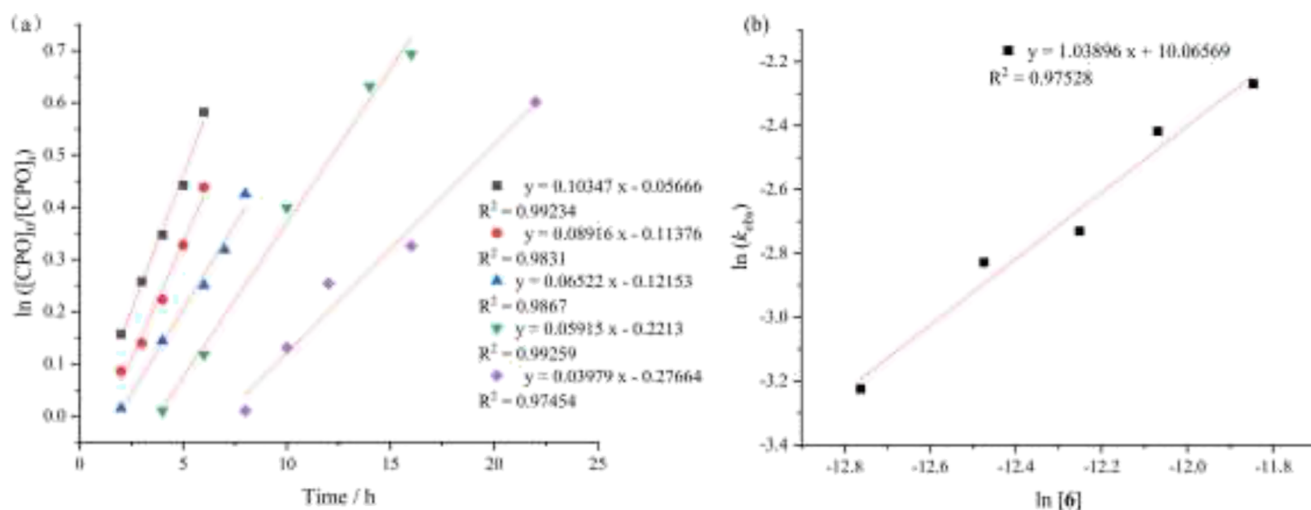 (a)
0.7
0.6
0.5
0.4
0.3
0.2
0.1
0.0
ln ([CPO]₀/[CPO]ₜ)
0 5 10 15 20 25
Time / h
y = 0.10347 x - 0.05666
R² = 0.99234
y = 0.08916 x - 0.11376
R² = 0.9831
y = 0.06522 x - 0.12153
R² = 0.9867
y = 0.05915 x - 0.2213
R² = 0.99259
y = 0.03979 x - 0.27664
R² = 0.97454
(b)
y = 1.03896 x + 10.06569
R² = 0.97528
-2.2
-2.4
-2.6
-2.8
-3.0
-3.2
-3.4
ln (kobs)
-12.8 -12.6 -12.4 -12.2 -12.0 -11.8
ln [6]